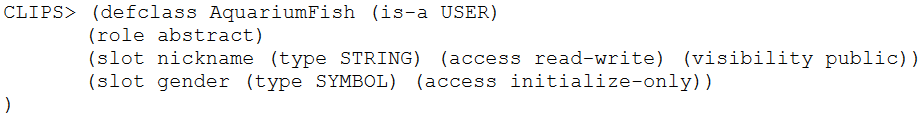 CLIPS> (defclass AquariumFish (is-a USER)
(role abstract)
(slot nickname (type STRING) (access read-write) (visibility public))
(slot gender (type SYMBOL) (access initialize-only))
)